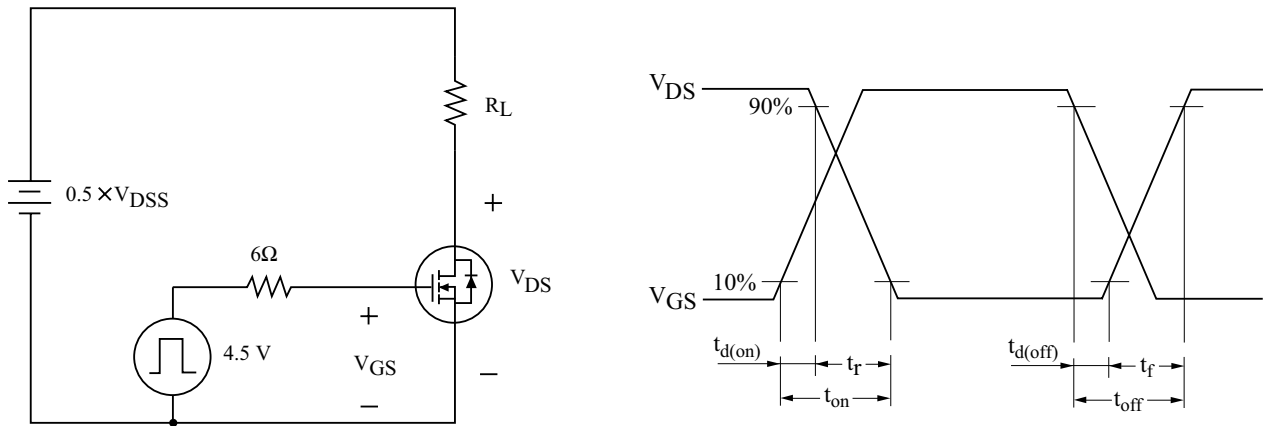 R_L
0.5 ×V_DSS
+
6Ω
V_DS
+
4.5 V
V_GS
−
−
V_DS
90%
V_GS
10%
t_d(on)
t_r
t_on
t_d(off)
t_f
t_off